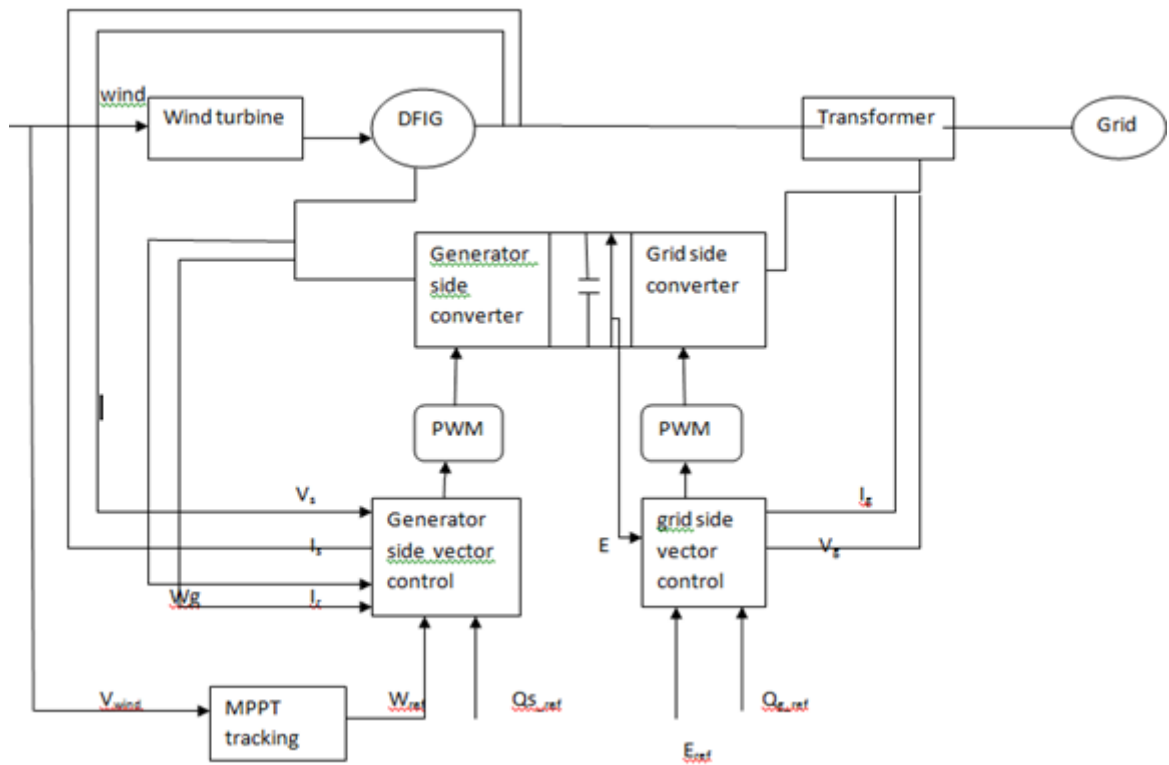 wind
Wind turbine
DFIG
Transformer
Grid
Generator
side
converter
Grid side
converter
PWM
PWM
Vs
Is
Wg
Ir
Generator
side vector
control
E
grid side
vector
control
Ig
Vg
Vwind
MPPT
tracking
Wref
Qs_ref
Eref
Qg_ref